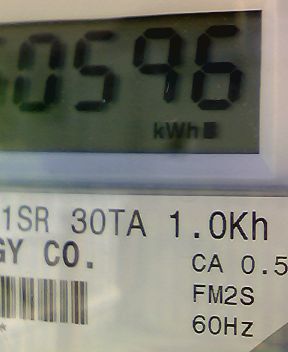 0596
kWh
1SR 30TA 1.0Kh
GY CO.
CA 0.5
FM2S
60Hz